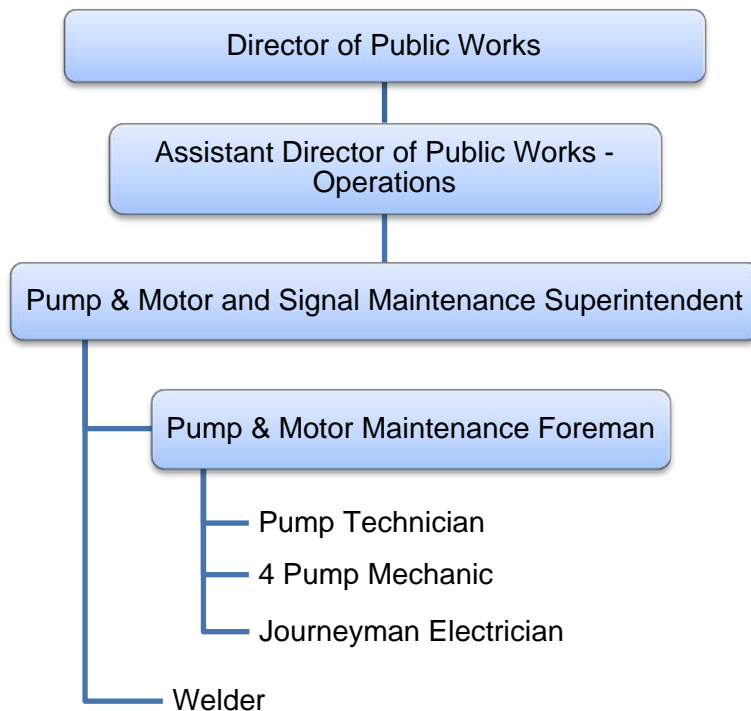 Director of Public Works
Assistant Director of Public Works -
Operations
Pump & Motor and Signal Maintenance Superintendent
Pump & Motor Maintenance Foreman
Pump Technician
4 Pump Mechanic
Journeyman Electrician
Welder